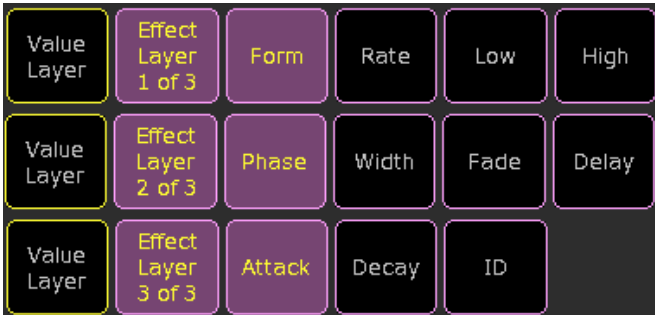 Value
Layer
Effect
Layer
1 of 3
Form
Rate
Low
High
Value
Layer
Effect
Layer
2 of 3
Phase
Width
Fade
Delay
Value
Layer
Effect
Layer
3 of 3
Attack
Decay
ID